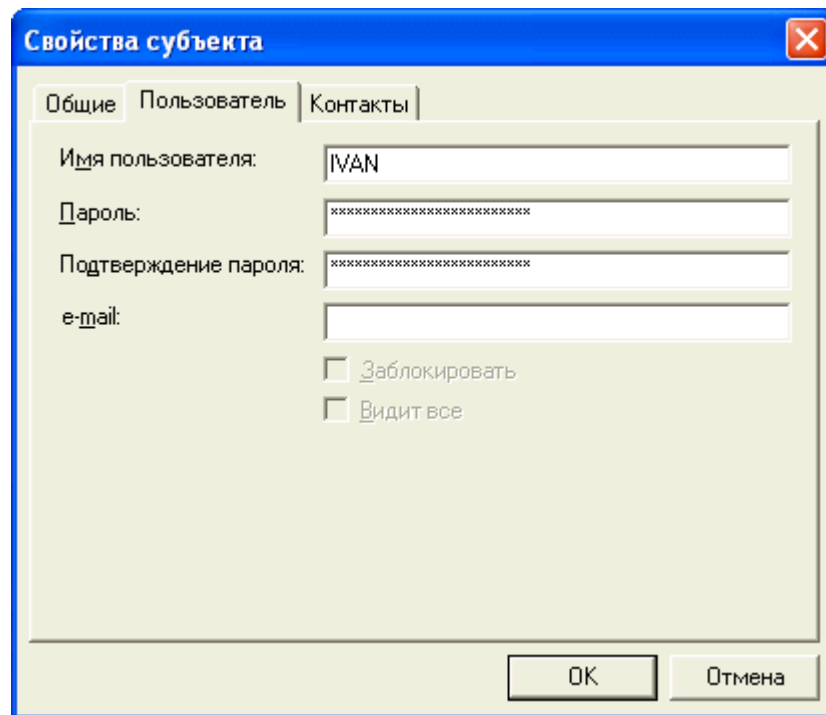 Свойства субъекта
Общие Пользователь Контакты
Имя пользователя: IVAN
Пароль: *************************
Подтверждение пароля: *************************
e-mail:
Заблокировать
Видит все
OK Отмена